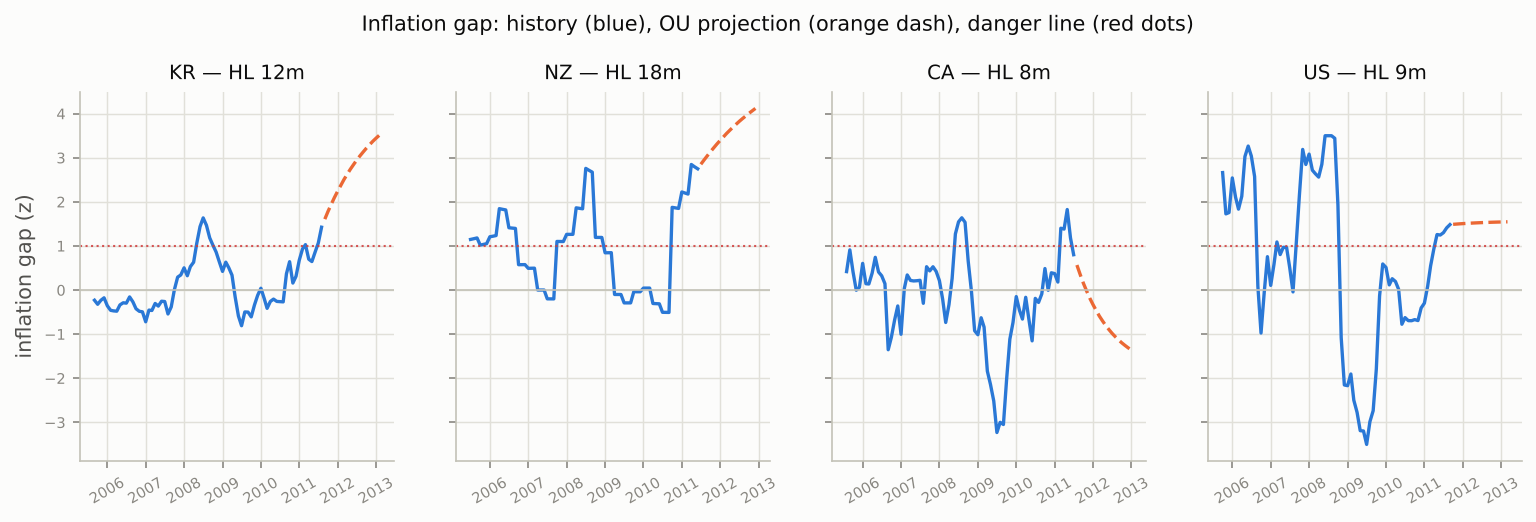 Inflation gap: history (blue), OU projection (orange dash), danger line (red dots)
KR — HL 12m
NZ — HL 18m
CA — HL 8m
US — HL 9m
inflation gap (z)
4
3
2
1
0
−1
−2
−3
2006 2007 2008 2009 2010 2011 2012 2013
2006 2007 2008 2009 2010 2011 2012 2013
2006 2007 2008 2009 2010 2011 2012 2013
2006 2007 2008 2009 2010 2011 2012 2013